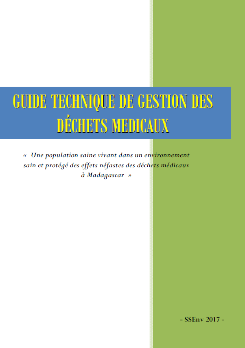 GUIDE TECHNIQUE DE GESTION DES
DÉCHETS MEDICAUX
« Une population saine vivant dans un environnement
sain et protégé des effets néfastes des déchets médicaux
à Madagascar »
- SSEnv 2017 -